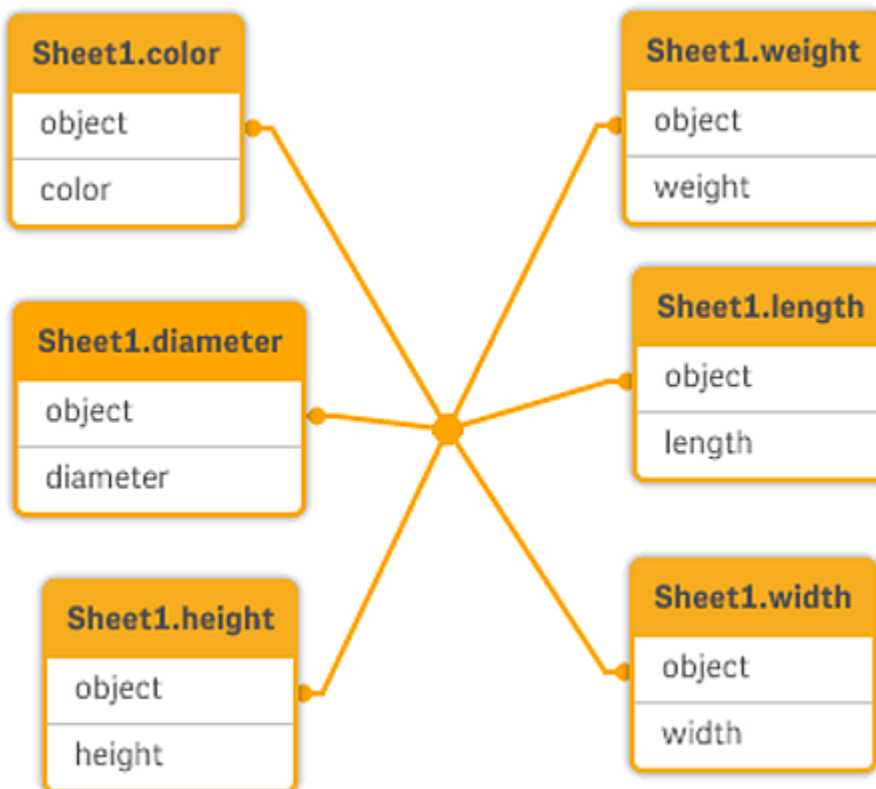 Sheet1.color
object
color
Sheet1.diameter
object
diameter
Sheet1.height
object
height
Sheet1.weight
object
weight
Sheet1.length
object
length
Sheet1.width
object
width